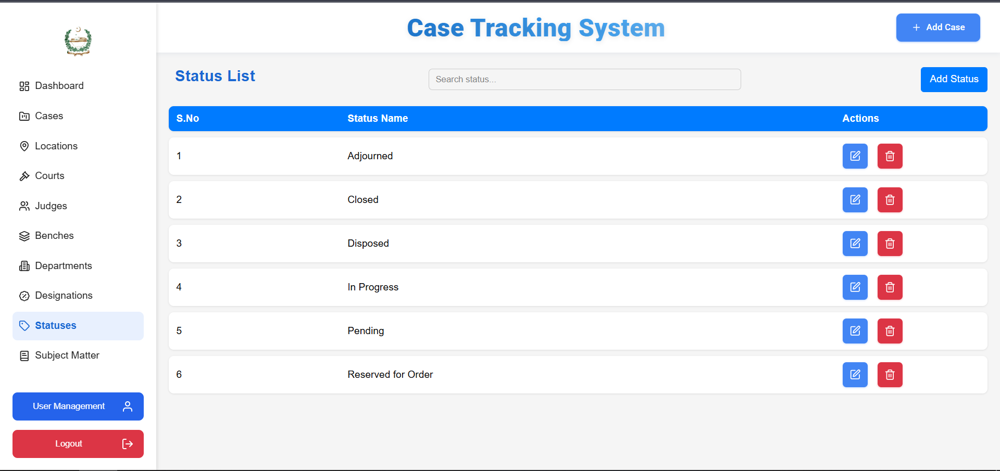 Case Tracking System
Add Case
Dashboard
Cases
Locations
Courts
Judges
Benches
Departments
Designations
Statuses
Subject Matter
User Management
Logout
Status List
Search status...
Add Status
S.No Status Name Actions
1 Adjourned
2 Closed
3 Disposed
4 In Progress
5 Pending
6 Reserved for Order